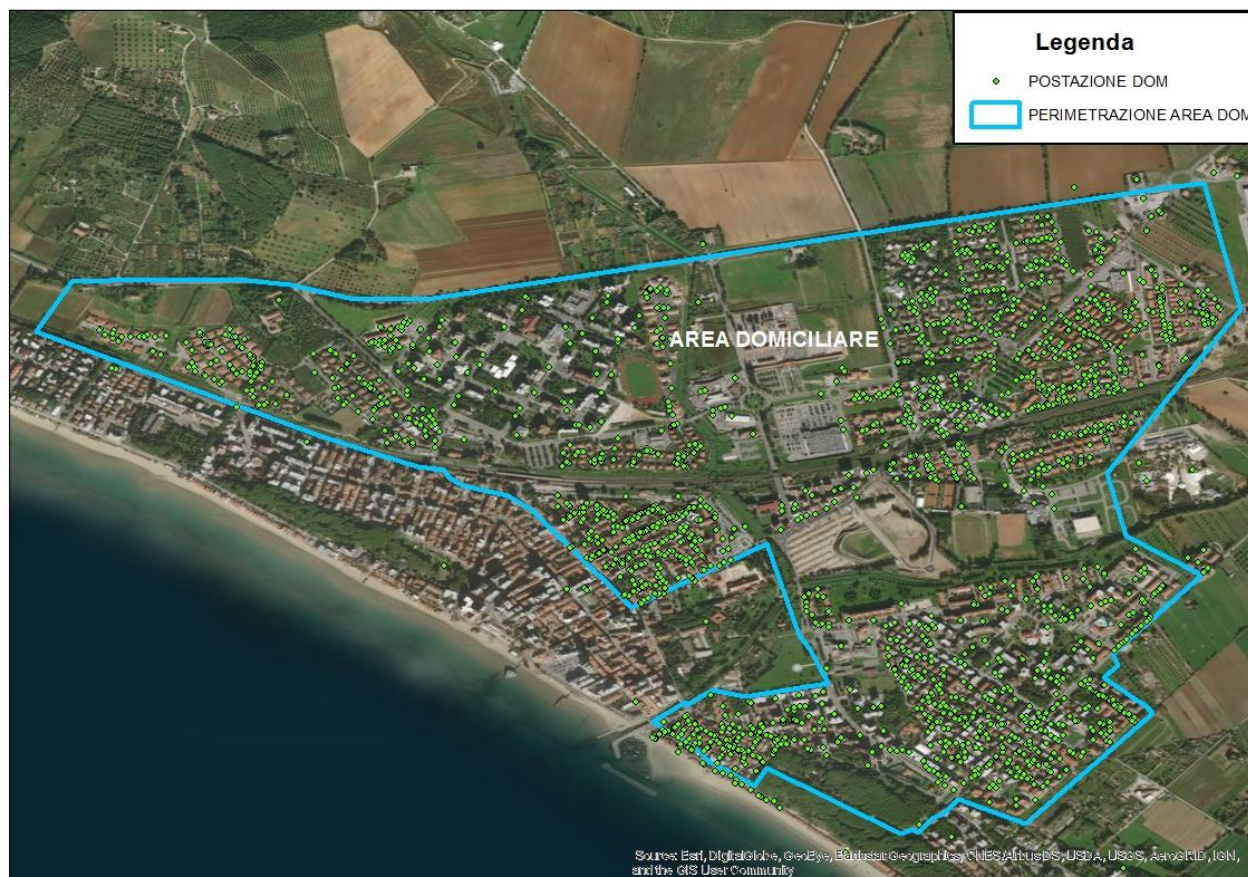 Legenda
POSTAZIONE DOM
PERIMETRAZIONE AREA DOM
AREA DOMICILIARE
Source: Esri, DigitalGlobe, GeoEye, Earthstar Geographics, CNES/Airbus DS, USDA, USGS, AeroGRID, IGN,
and the GIS User Community